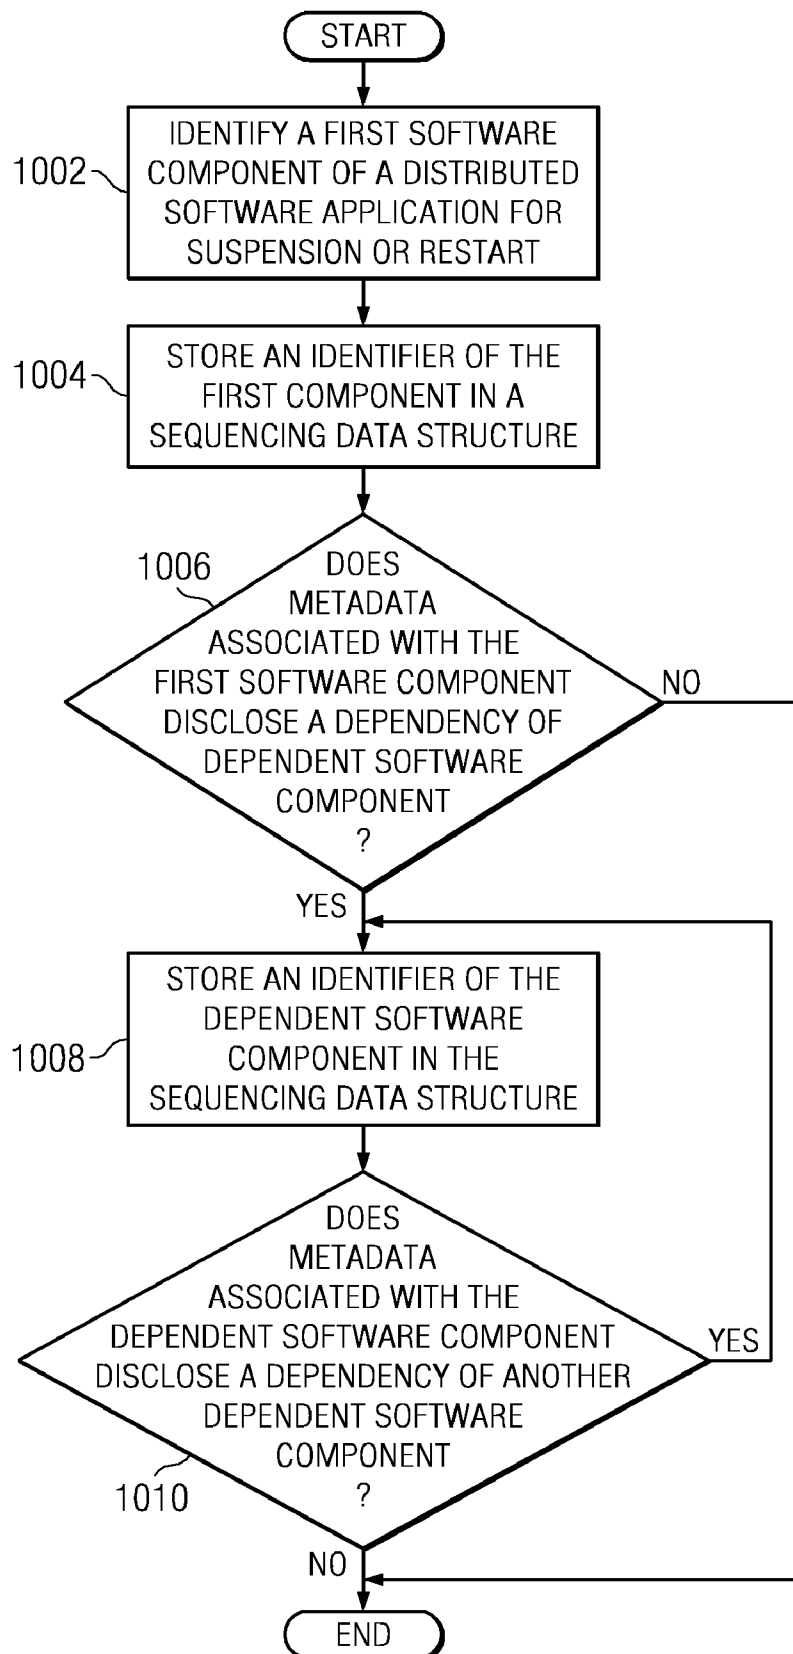 START
1002
IDENTIFY A FIRST SOFTWARE
COMPONENT OF A DISTRIBUTED
SOFTWARE APPLICATION FOR
SUSPENSION OR RESTART
1004
STORE AN IDENTIFIER OF THE
FIRST COMPONENT IN A
SEQUENCING DATA STRUCTURE
1006
DOES
METADATA
ASSOCIATED WITH THE
FIRST SOFTWARE COMPONENT
DISCLOSE A DEPENDENCY OF
DEPENDENT SOFTWARE
COMPONENT
?
NO
YES
1008
STORE AN IDENTIFIER OF THE
DEPENDENT SOFTWARE
COMPONENT IN THE
SEQUENCING DATA STRUCTURE
DOES
METADATA
ASSOCIATED WITH THE
DEPENDENT SOFTWARE COMPONENT
DISCLOSE A DEPENDENCY OF ANOTHER
DEPENDENT SOFTWARE
COMPONENT
?
YES
1010
NO
END